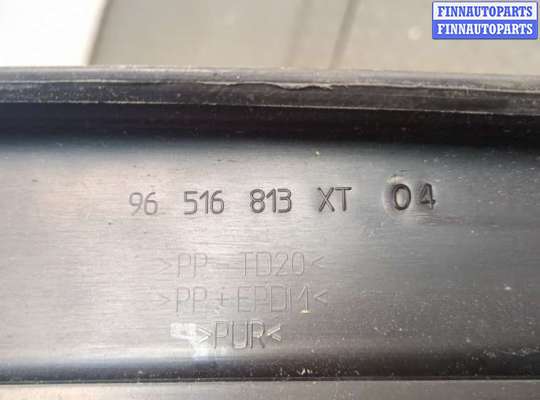 FINNAUTOPARTS
FINNAUTOPARTS
96 516 813 XT 04
>PP-TD20<
>PP+EPDM<
>PUR<